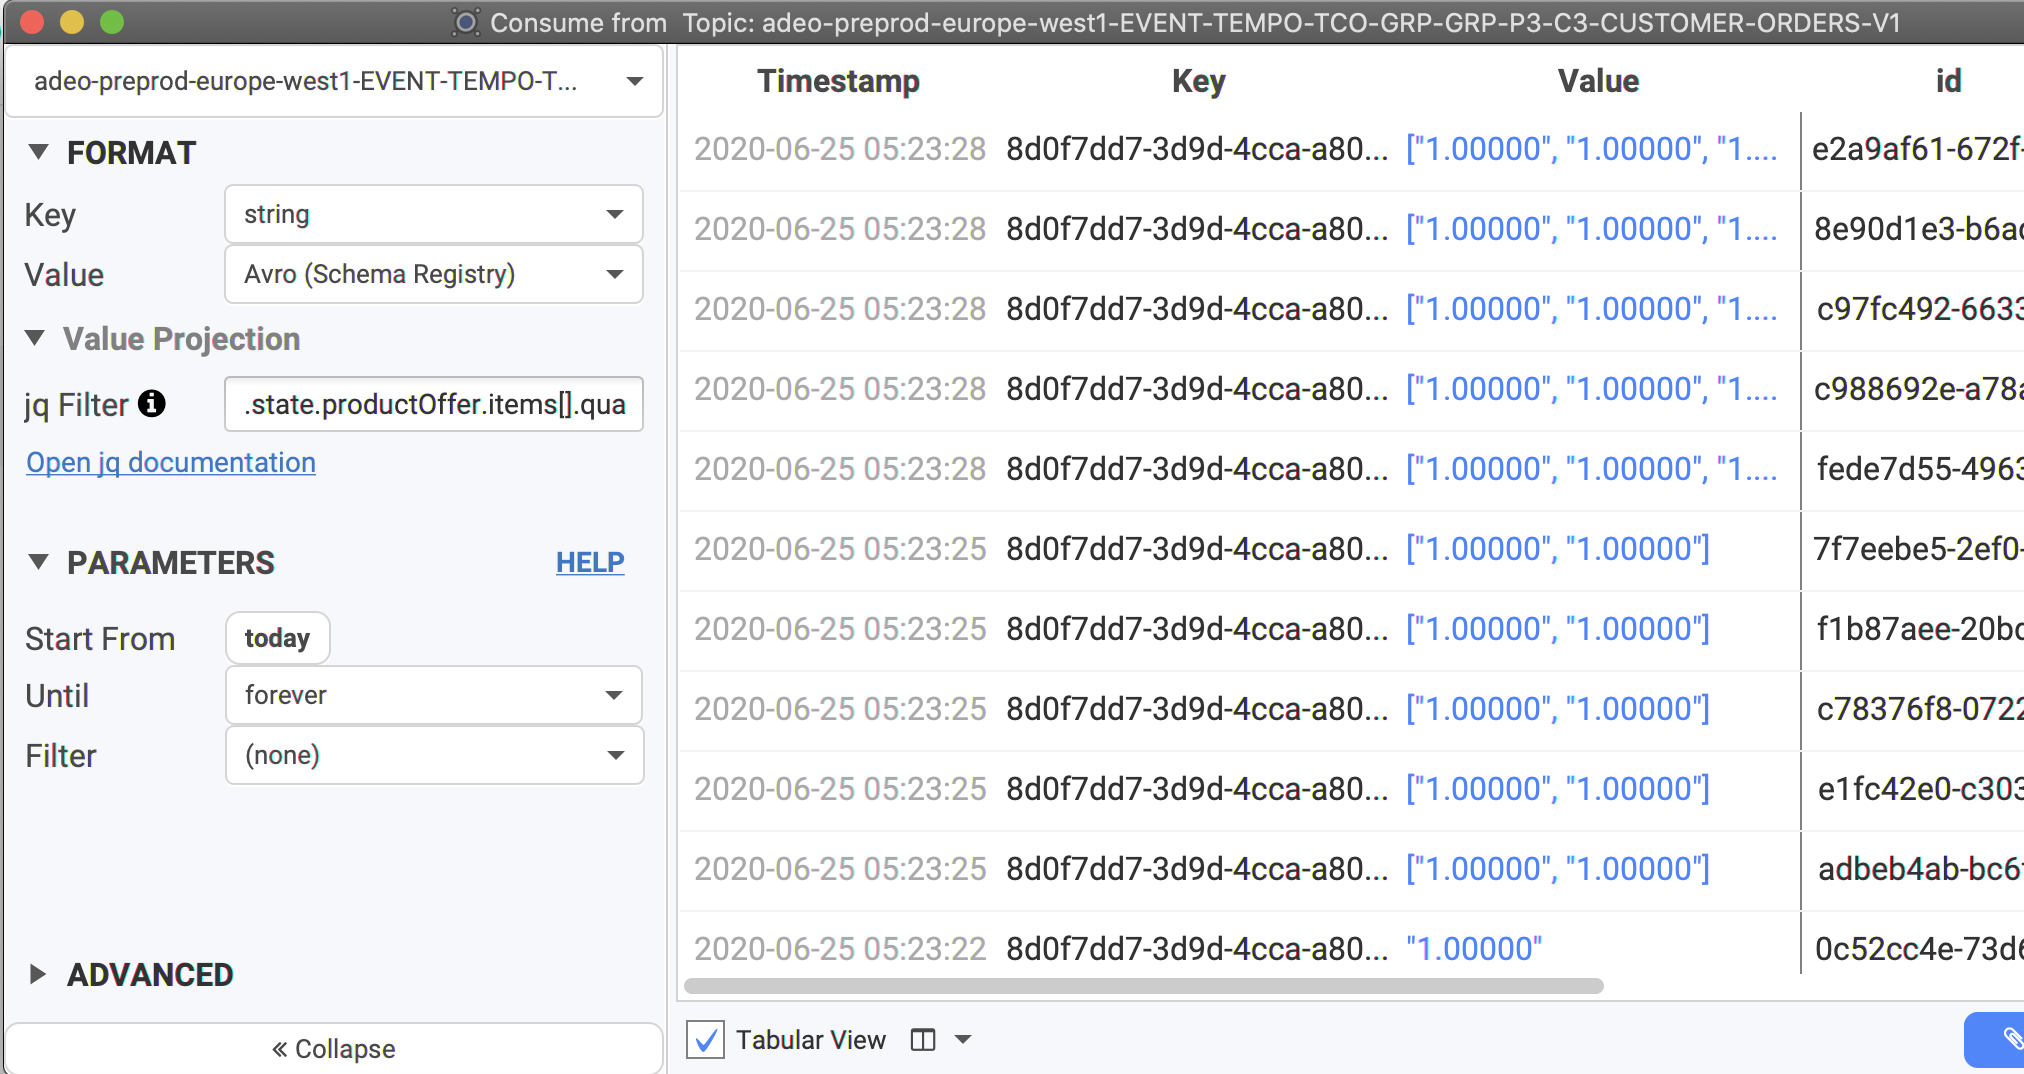 Consume from Topic: adeo-preprod-europe-west1-EVENT-TEMPO-TCO-GRP-GRP-P3-C3-CUSTOMER-ORDERS-V1
adeo-preprod-europe-west1-EVENT-TEMPO-T...
FORMAT
Key string
Value Avro (Schema Registry)
Value Projection
jq Filter .state.productOffer.items[].qua
Open jq documentation
PARAMETERS HELP
Start From today
Until forever
Filter (none)
ADVANCED
« Collapse
Timestamp Key Value id
2020-06-25 05:23:28 8d0f7dd7-3d9d-4cca-a80... ["1.00000", "1.00000", "1.... e2a9af61-672f-
2020-06-25 05:23:28 8d0f7dd7-3d9d-4cca-a80... ["1.00000", "1.00000", "1.... 8e90d1e3-b6ac
2020-06-25 05:23:28 8d0f7dd7-3d9d-4cca-a80... ["1.00000", "1.00000", "1.... c97fc492-6633
2020-06-25 05:23:28 8d0f7dd7-3d9d-4cca-a80... ["1.00000", "1.00000", "1.... c988692e-a78a
2020-06-25 05:23:28 8d0f7dd7-3d9d-4cca-a80... ["1.00000", "1.00000", "1.... fede7d55-4963
2020-06-25 05:23:25 8d0f7dd7-3d9d-4cca-a80... ["1.00000", "1.00000"] 7f7eebe5-2ef0-
2020-06-25 05:23:25 8d0f7dd7-3d9d-4cca-a80... ["1.00000", "1.00000"] f1b87aee-20bc
2020-06-25 05:23:25 8d0f7dd7-3d9d-4cca-a80... ["1.00000", "1.00000"] c78376f8-0722
2020-06-25 05:23:25 8d0f7dd7-3d9d-4cca-a80... ["1.00000", "1.00000"] e1fc42e0-c303
2020-06-25 05:23:25 8d0f7dd7-3d9d-4cca-a80... ["1.00000", "1.00000"] adbeb4ab-bc6f
2020-06-25 05:23:22 8d0f7dd7-3d9d-4cca-a80... "1.00000" 0c52cc4e-73d6
Tabular View